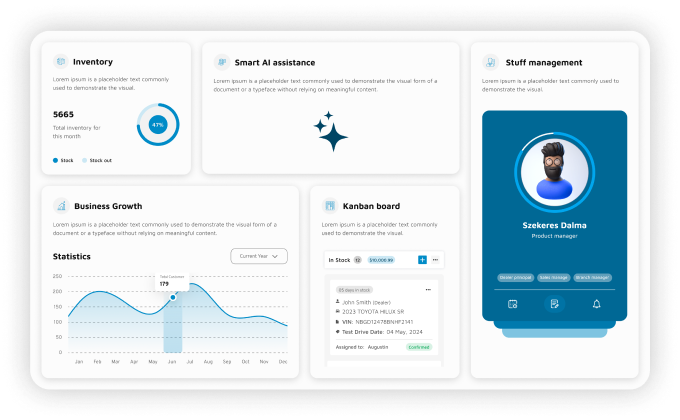 Inventory
Lorem ipsum is a placeholder text commonly
used to demonstrate the visual.
5665
Total Inventory for
this month
47%
Stock
Stock out
Smart AI assistance
Lorem ipsum is a placeholder text commonly used to demonstrate the visual form of a
document or a typeface without relying on meaningful content.
Stuff management
Lorem ipsum is a placeholder text commonly
used to demonstrate the visual.
Szekeres Dalma
Product manager
Dealer principal
Sales manage
Branch manager
Business Growth
Lorem ipsum is a placeholder text commonly used to demonstrate the visual form of a
document or a typeface without relying on meaningful content.
Statistics
Current Year
250
200
150
100
50
0
Total Customer
179
Jan Feb Mar Apr May Jun Jul Aug Sep Oct Nov Dec
Kanban board
Lorem ipsum is a placeholder text commonly
used to demonstrate the visual.
In Stock
12
$10,000.99
03 days in stock
John Smith (Dealer)
2023 TOYOTA HILUX S9
VIN: NBGD12478BNHF2141
Test Drive Date: 04 May, 2024
Assigned to: Augustin
Confirmed